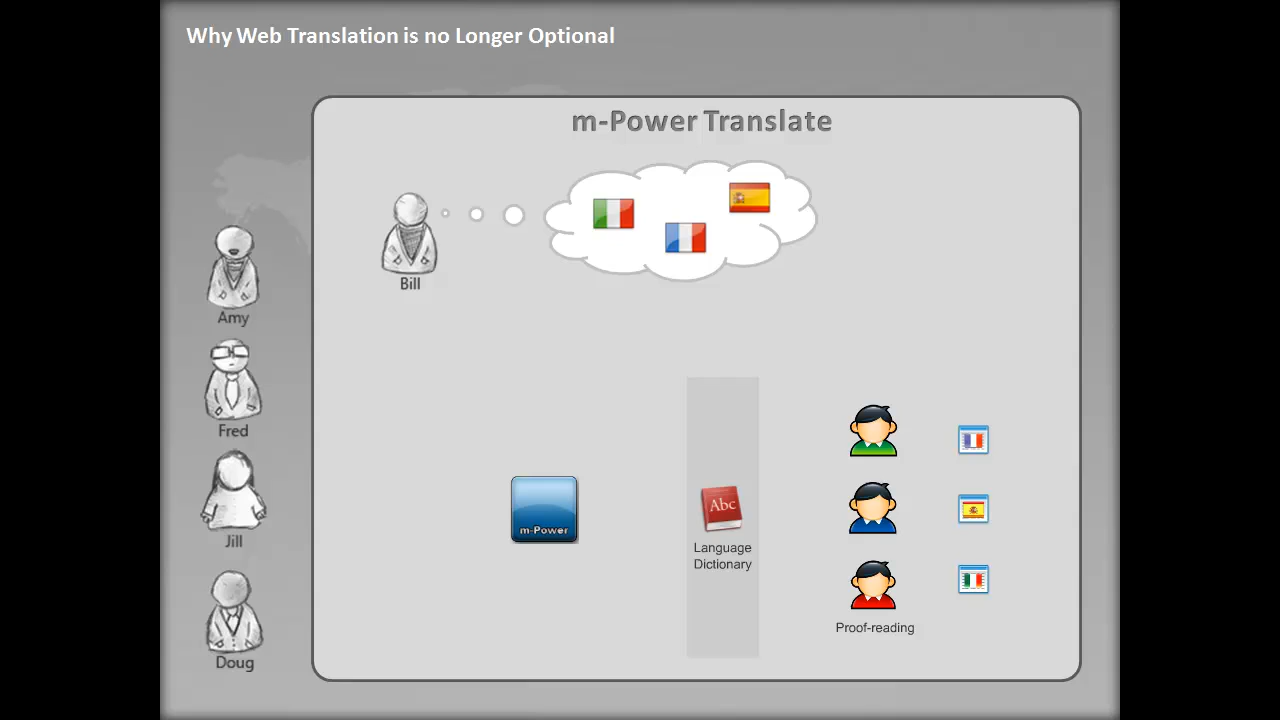 Why Web Translation is no Longer Optional
m-Power Translate
Bill
Amy
Fred
Jill
Doug
m-Power
Abc
Language
Dictionary
Proof-reading